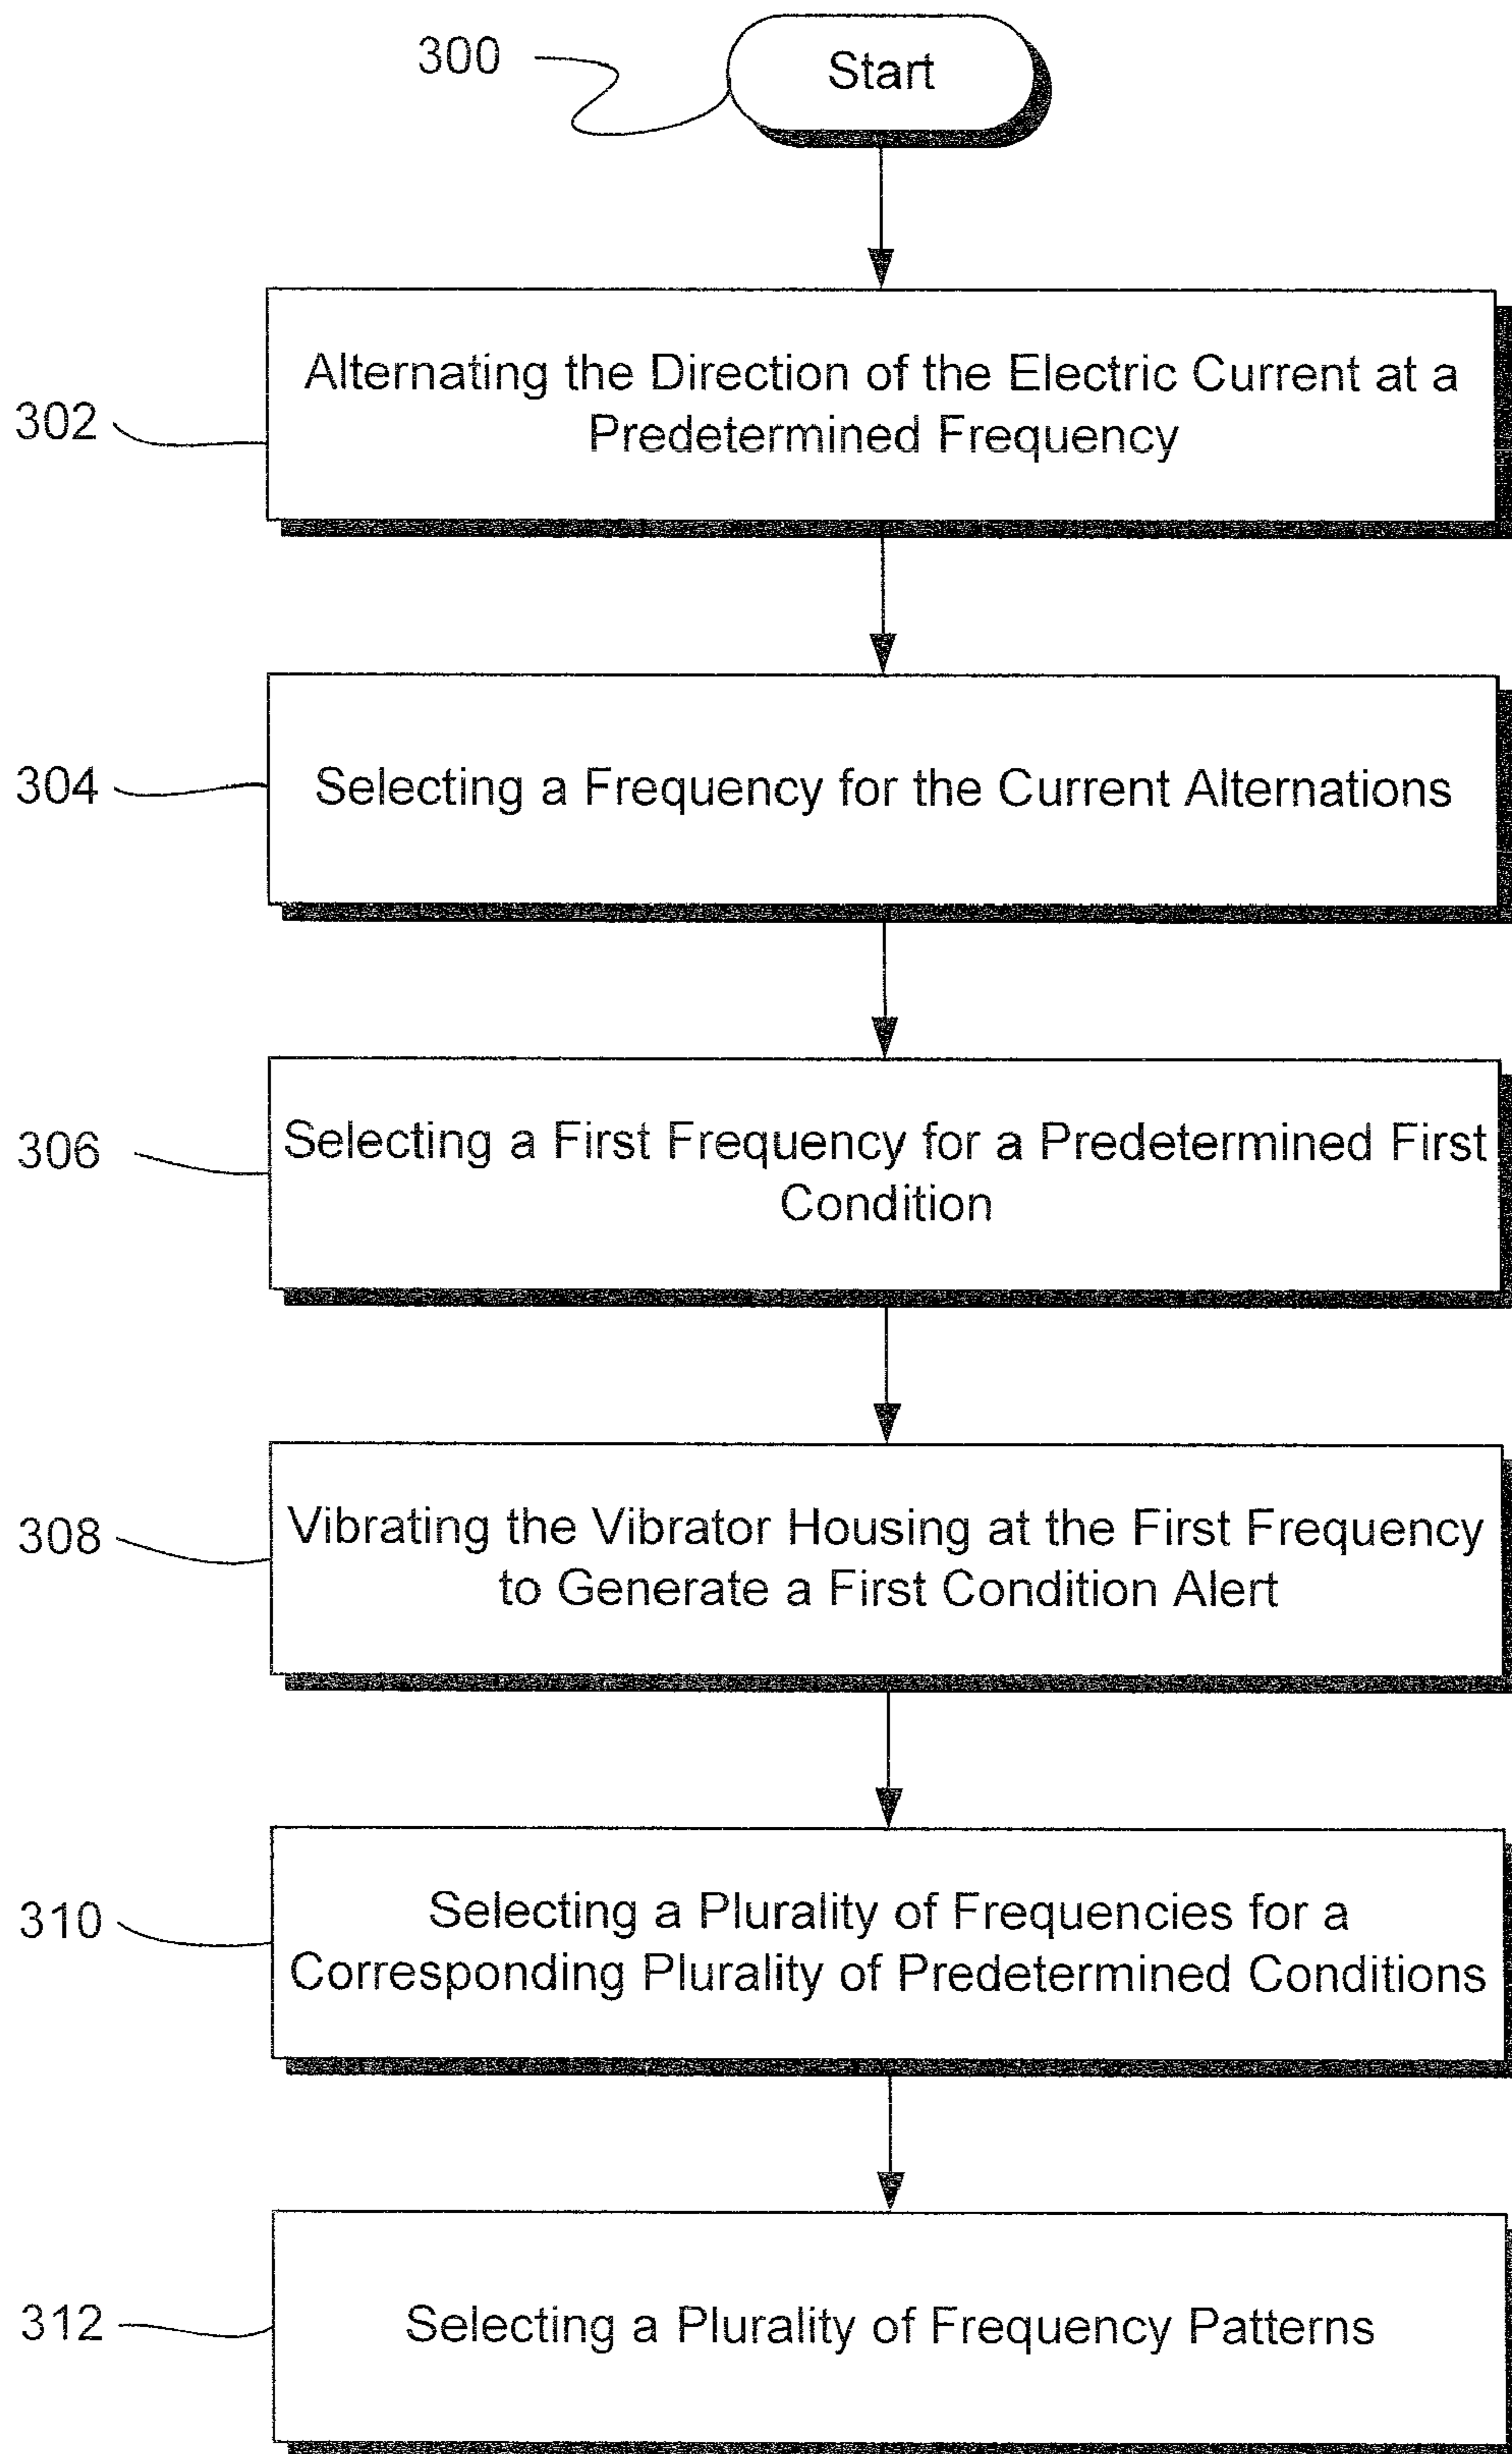 300
Start
302
Alternating the Direction of the Electric Current at a
Predetermined Frequency
304
Selecting a Frequency for the Current Alternations
306
Selecting a First Frequency for a Predetermined First
Condition
308
Vibrating the Vibrator Housing at the First Frequency
to Generate a First Condition Alert
310
Selecting a Plurality of Frequencies for a
Corresponding Plurality of Predetermined Conditions
312
Selecting a Plurality of Frequency Patterns